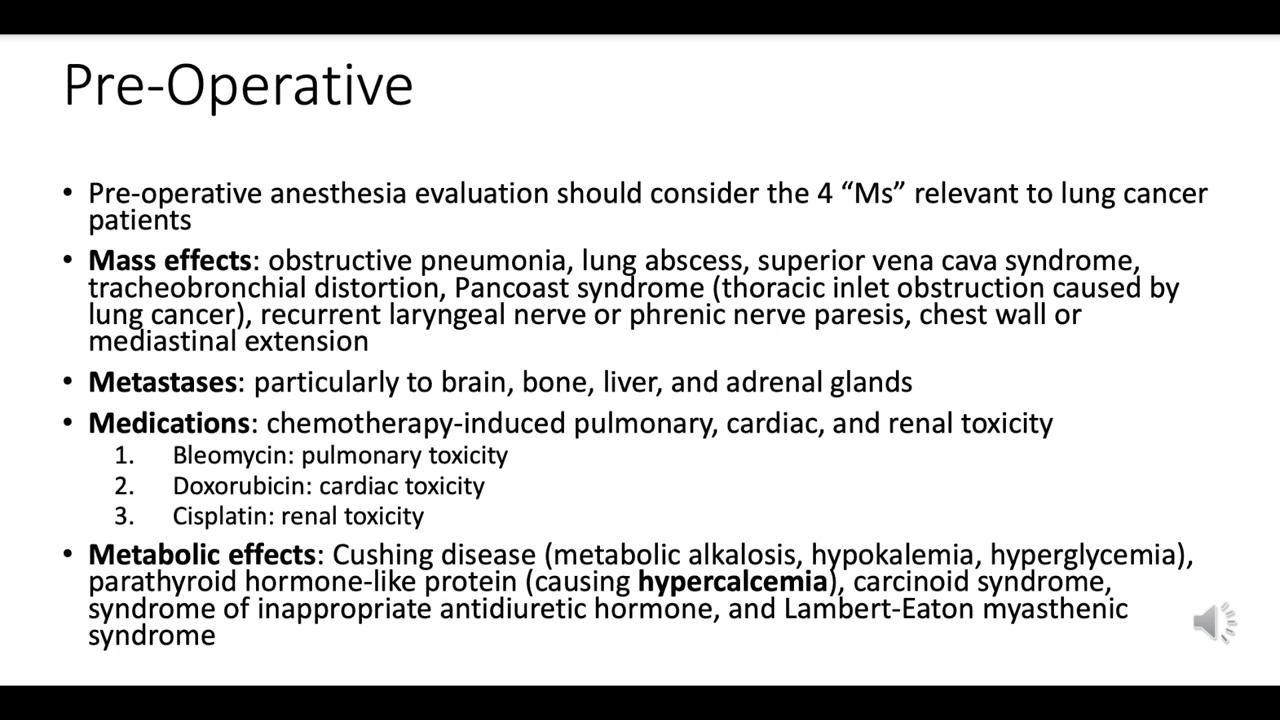 Pre-Operative
• Pre-operative anesthesia evaluation should consider the 4 “Ms” relevant to lung cancer
patients
• Mass effects: obstructive pneumonia, lung abscess, superior vena cava syndrome,
tracheobronchial distortion, Pancoast syndrome (thoracic inlet obstruction caused by
lung cancer), recurrent laryngeal nerve or phrenic nerve paresis, chest wall or
mediastinal extension
• Metastases: particularly to brain, bone, liver, and adrenal glands
• Medications: chemotherapy-induced pulmonary, cardiac, and renal toxicity
1. Bleomycin: pulmonary toxicity
2. Doxorubicin: cardiac toxicity
3. Cisplatin: renal toxicity
• Metabolic effects: Cushing disease (metabolic alkalosis, hypokalemia, hyperglycemia),
parathyroid hormone-like protein (causing hypercalcemia), carcinoid syndrome,
syndrome of inappropriate antidiuretic hormone, and Lambert-Eaton myasthenic
syndrome